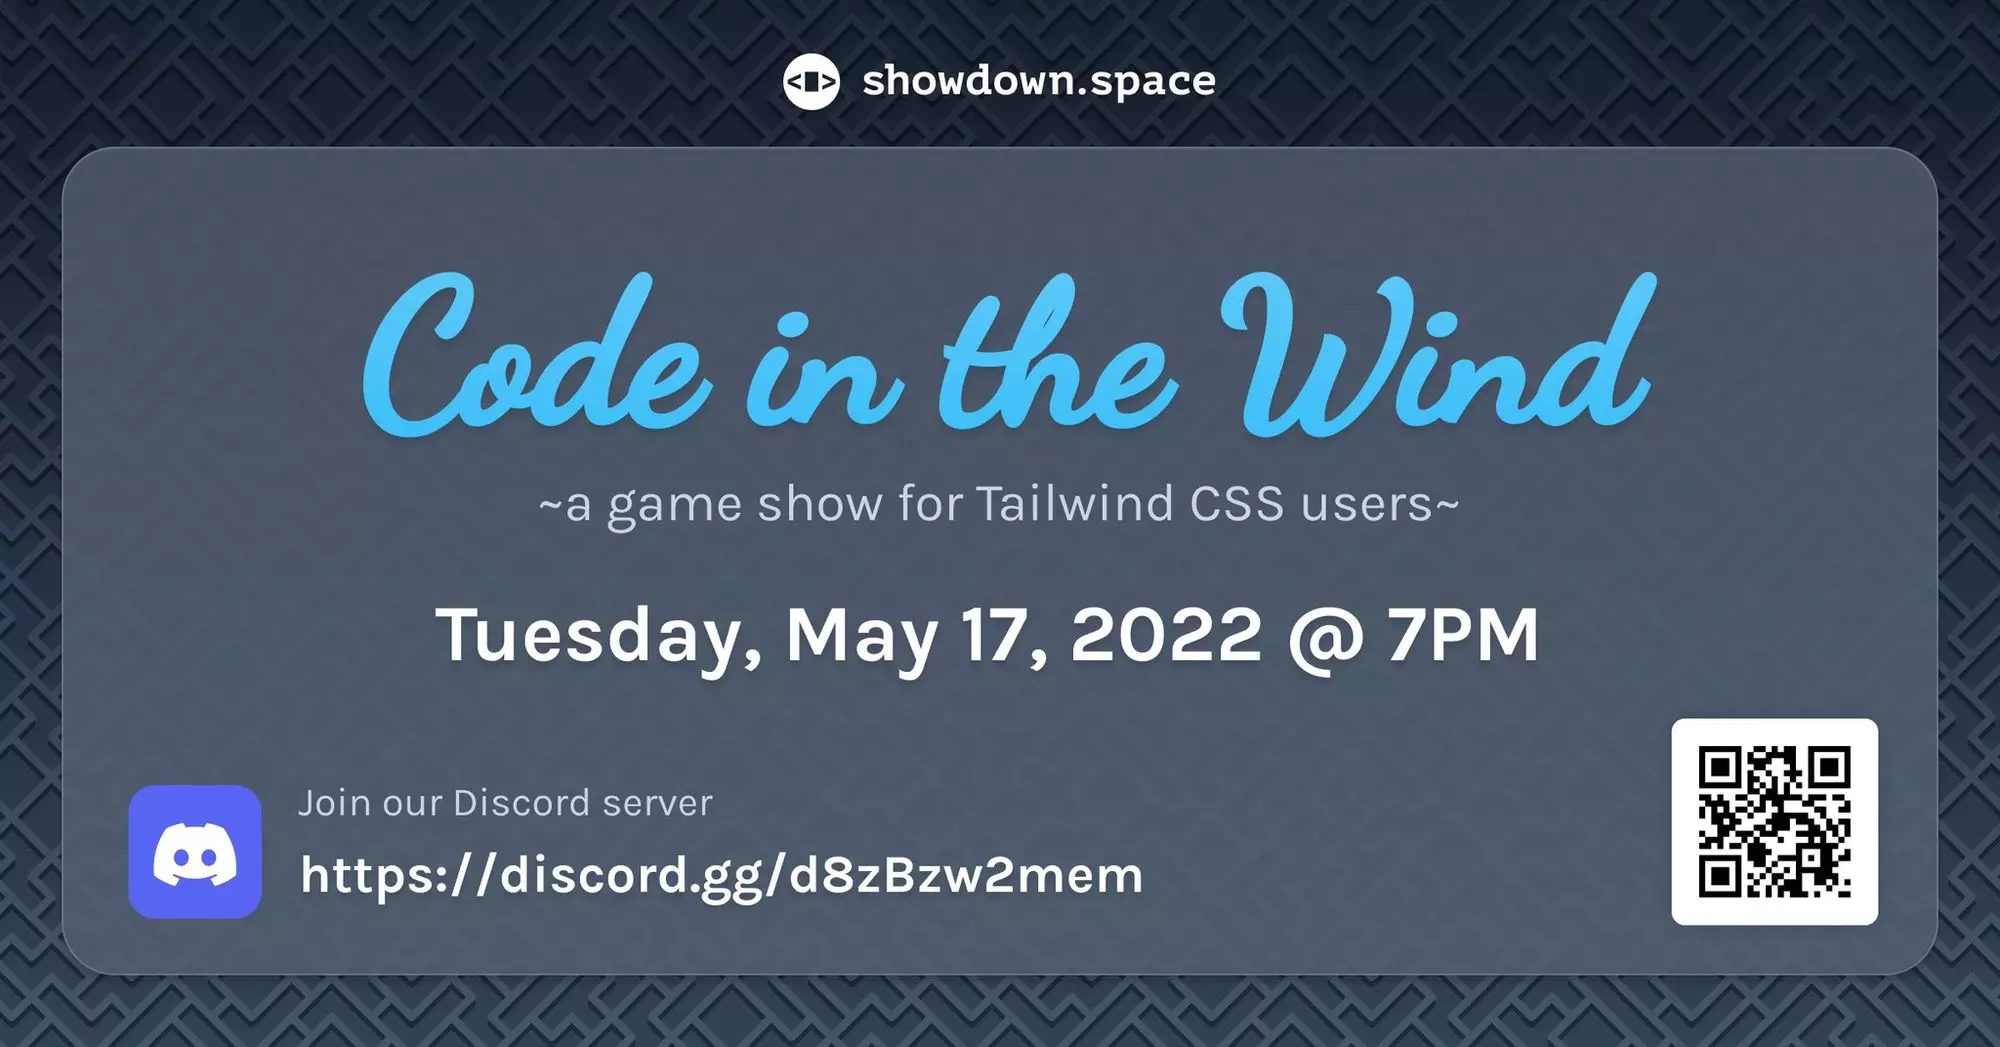 showdown.space
Code in the Wind
~a game show for Tailwind CSS users~
Tuesday, May 17, 2022 @ 7PM
Join our Discord server
https://discord.gg/d8zBzw2mem